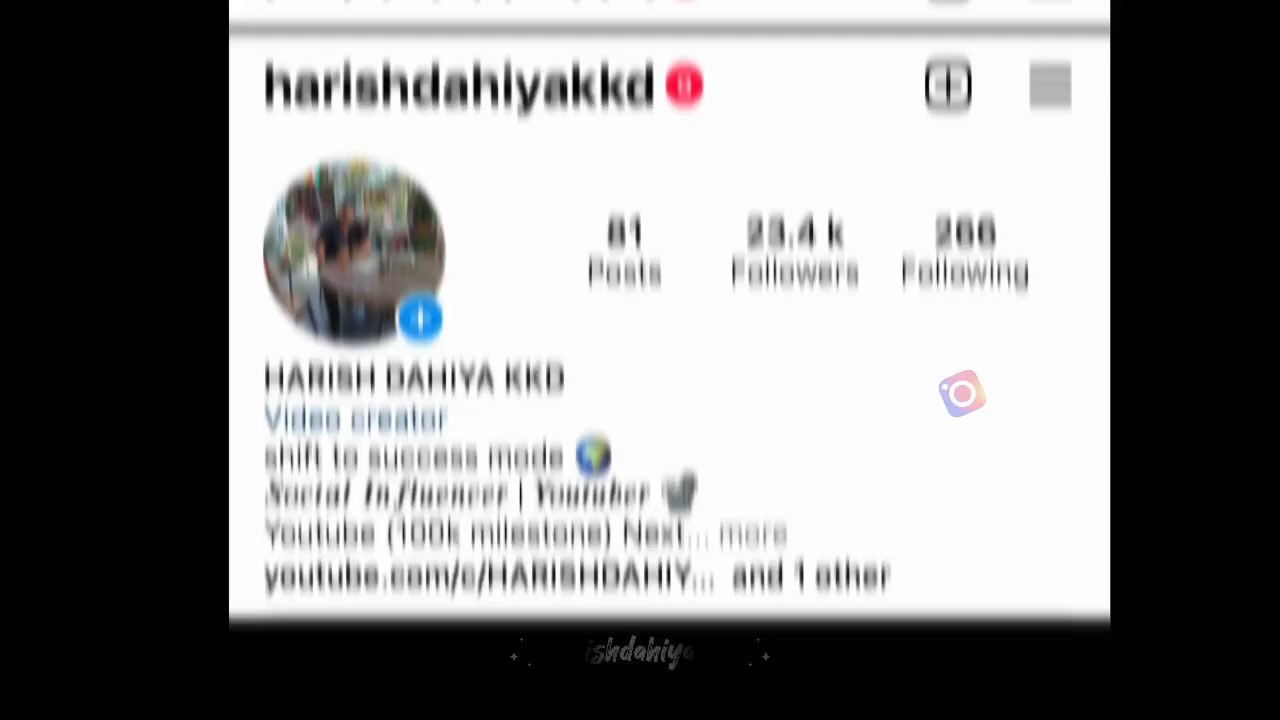 harishdahiyakkd
81 23.4 k 266
Posts Followers Following
HARISH DAHIYA KKD
Video creator
shift to success mode
Social Influencer | Youtuber
Youtube (100k milestone) Next... more
youtube.com/c/HARISHDAHIY... and 1 other
ishdahiya